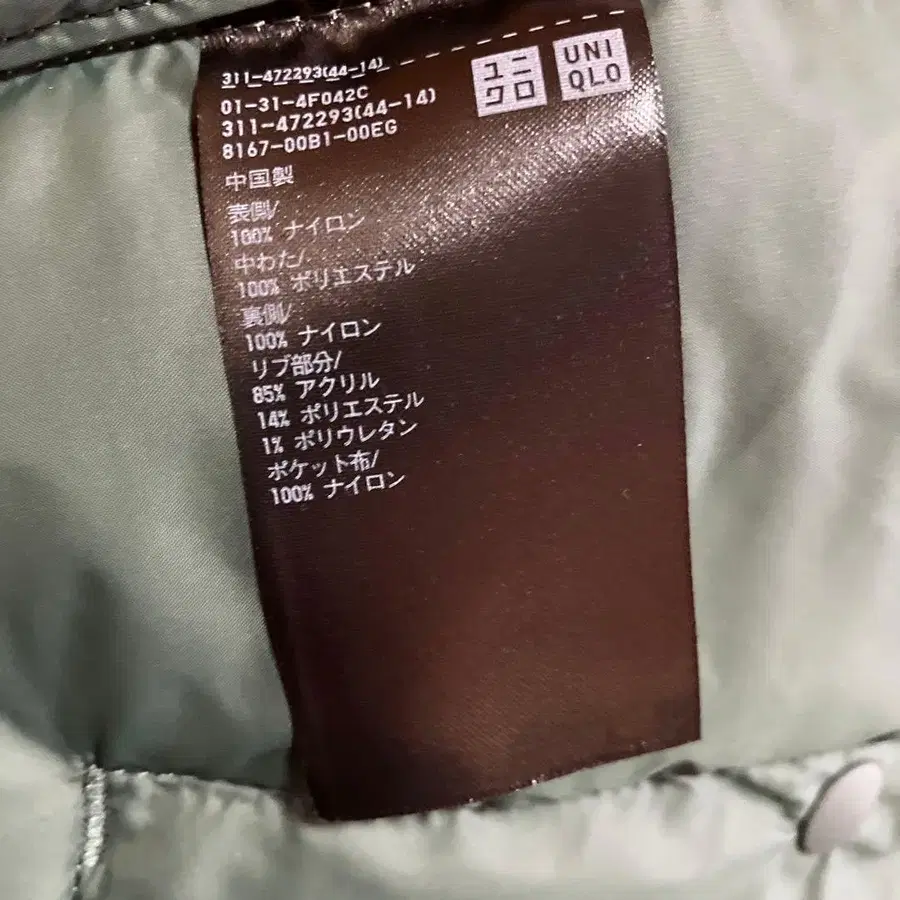 311-472293(44-14)
ユニ
クロ
UNI
QLO
01-31-4F042C
311-472293(44-14)
8167-00B1-00EG
中国製
表側/
100% ナイロン
中わた/
100% ポリエステル
裏側/
100% ナイロン
リブ部分/
85% アクリル
14% ポリエステル
1% ポリウレタン
ポケット布/
100% ナイロン